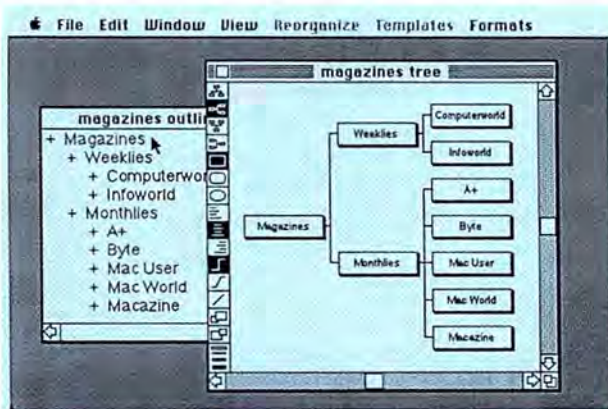 File Edit Window View Reorganize Templates Formats
magazines outli
+ Magazines
+ Weeklies
+ Computerwor
+ Infoworld
+ Monthlies
+ A+
+ Byte
+ Mac User
+ Mac World
+ Macazine
magazines tree
Magazines
Weeklies
Computerworld
Infoworld
Monthlies
A+
Byte
Mac User
Mac World
Macazine